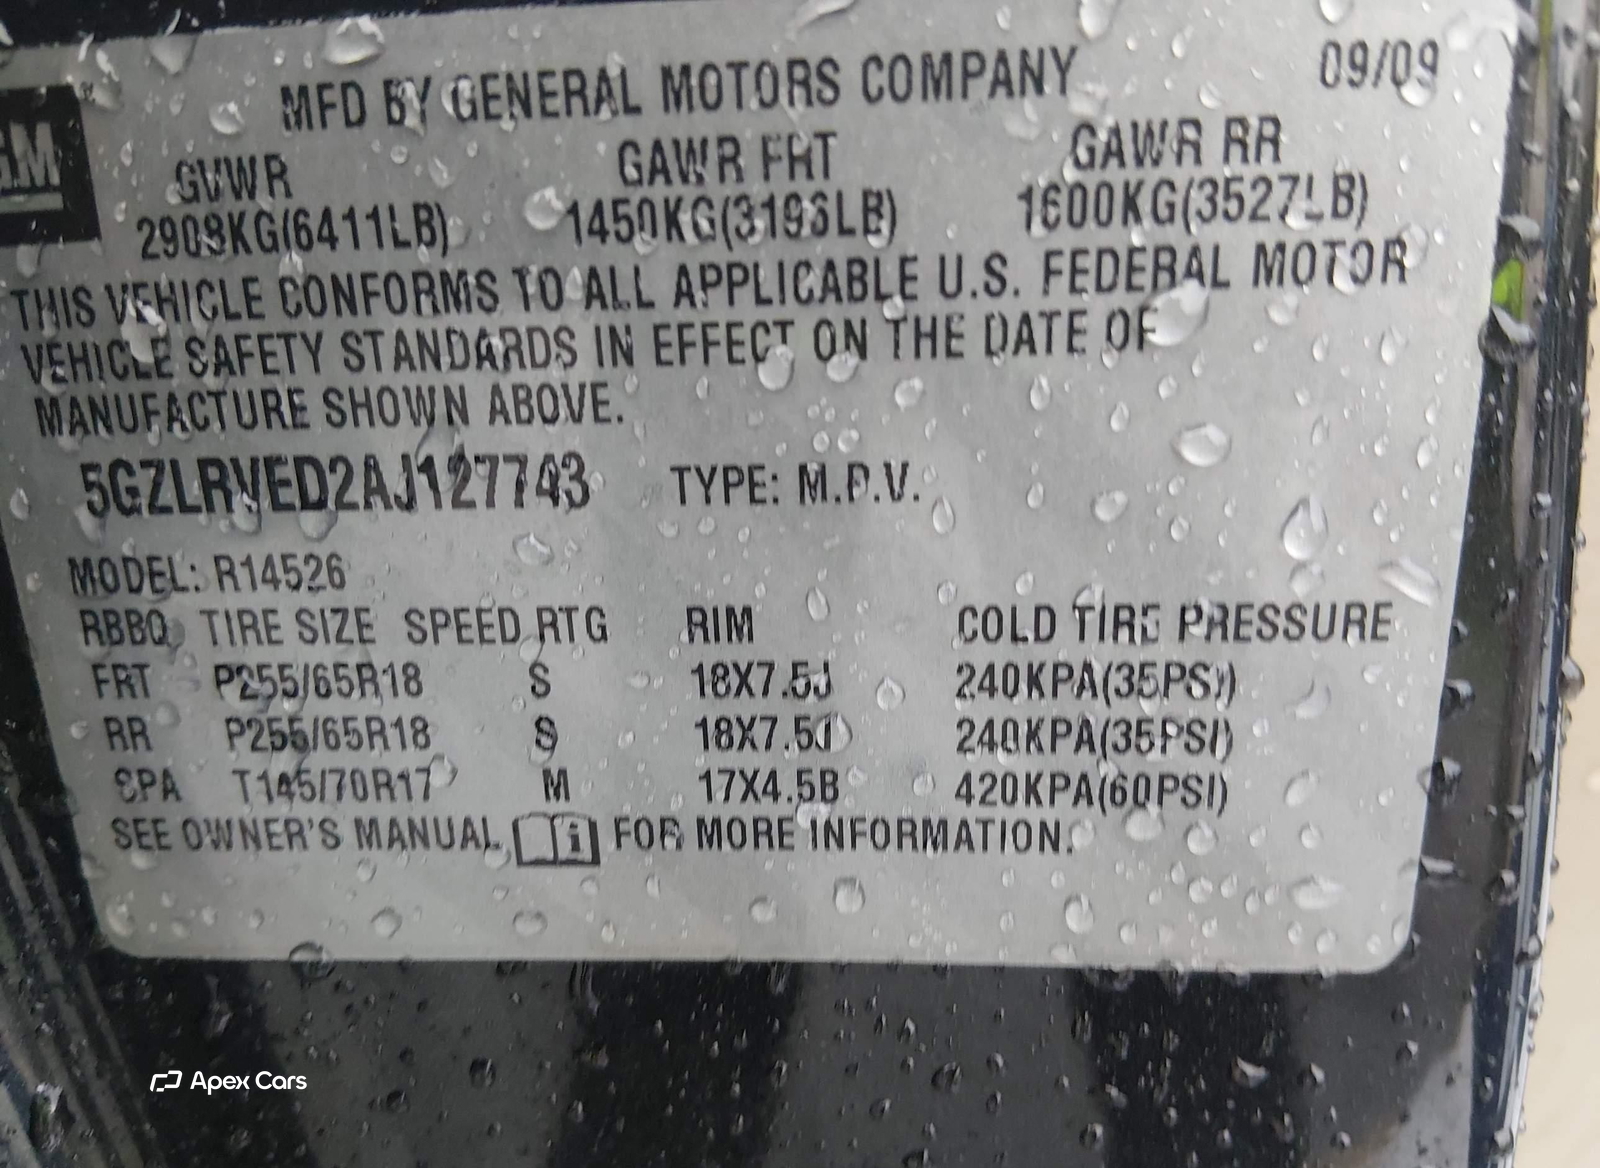 GM
MFD BY GENERAL MOTORS COMPANY 09/09
GVWR GAWR FRT GAWR RR
2908KG(6411LB) 1450KG(3196LB) 1600KG(3527LB)
THIS VEHICLE CONFORMS TO ALL APPLICABLE U.S. FEDERAL MOTOR
VEHICLE SAFETY STANDARDS IN EFFECT ON THE DATE OF
MANUFACTURE SHOWN ABOVE.
5GZLRVED2AJ127743 TYPE: M.P.V.
MODEL: R14526
RBBQ TIRE SIZE SPEED RTG RIM COLD TIRE PRESSURE
FRT P255/65R18 S 18X7.5J 240KPA(35PSI)
RR P255/65R18 S 18X7.5J 240KPA(35PSI)
SPA T145/70R17 M 17X4.5B 420KPA(60PSI)
SEE OWNER'S MANUAL i FOR MORE INFORMATION.
Apex Cars